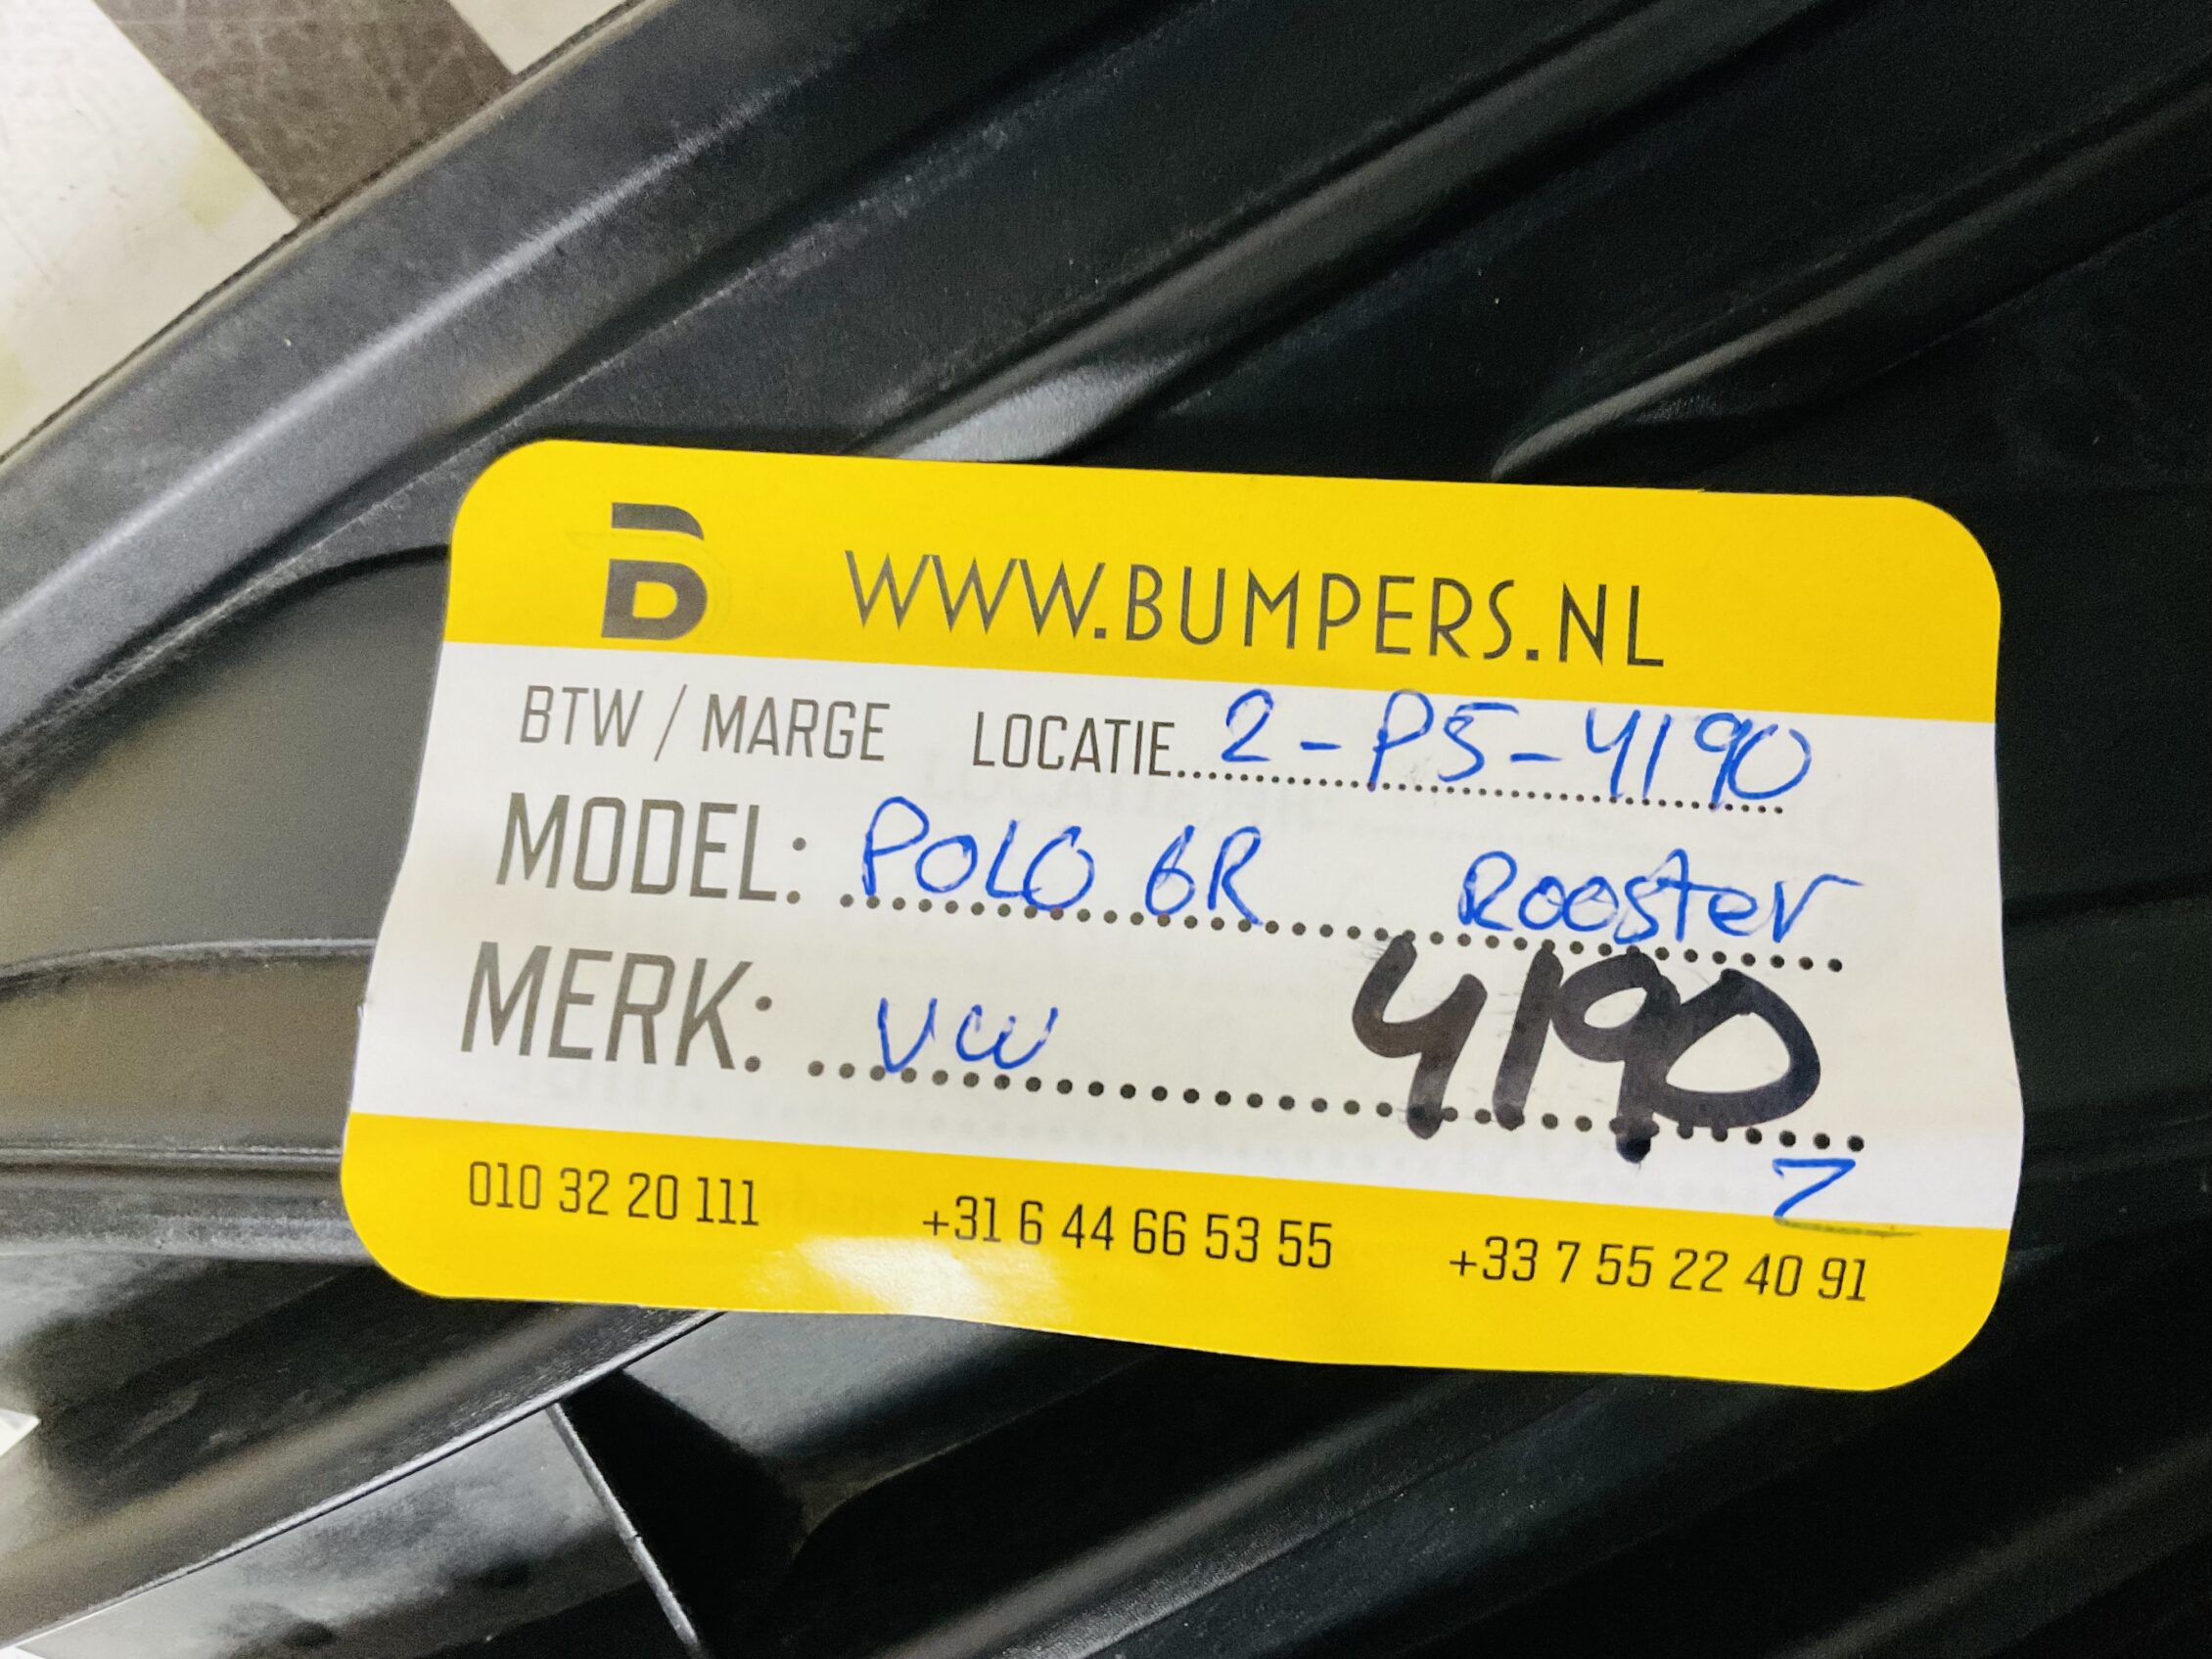 WWW.BUMPERS.NL
BTW / MARGE LOCATIE 2-P5-4190
MODEL: POLO 6R Rooster
MERK: VW 4190
Z
010 32 20 111 +31 6 44 66 53 55 +33 7 55 22 40 91